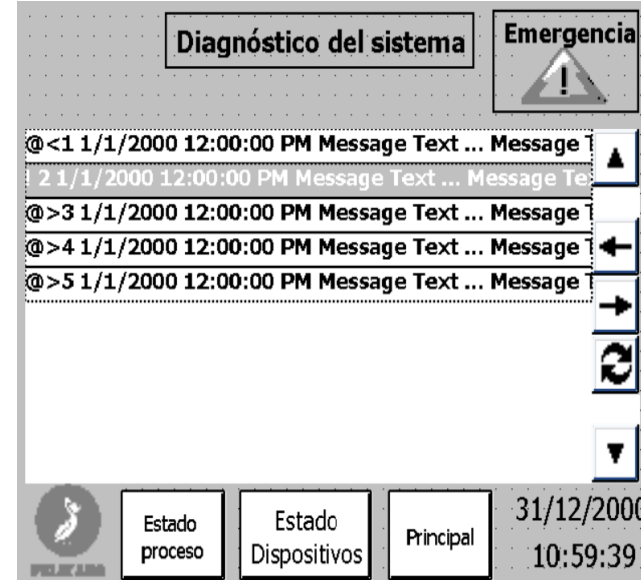 Diagnóstico del sistema
Emergencia
@<1 1/1/2000 12:00:00 PM Message Text ... Message T
! 2 1/1/2000 12:00:00 PM Message Text ... Message Te
@>3 1/1/2000 12:00:00 PM Message Text ... Message T
@>4 1/1/2000 12:00:00 PM Message Text ... Message T
@>5 1/1/2000 12:00:00 PM Message Text ... Message T
Estado
proceso
Estado
Dispositivos
Principal
31/12/2000
10:59:39